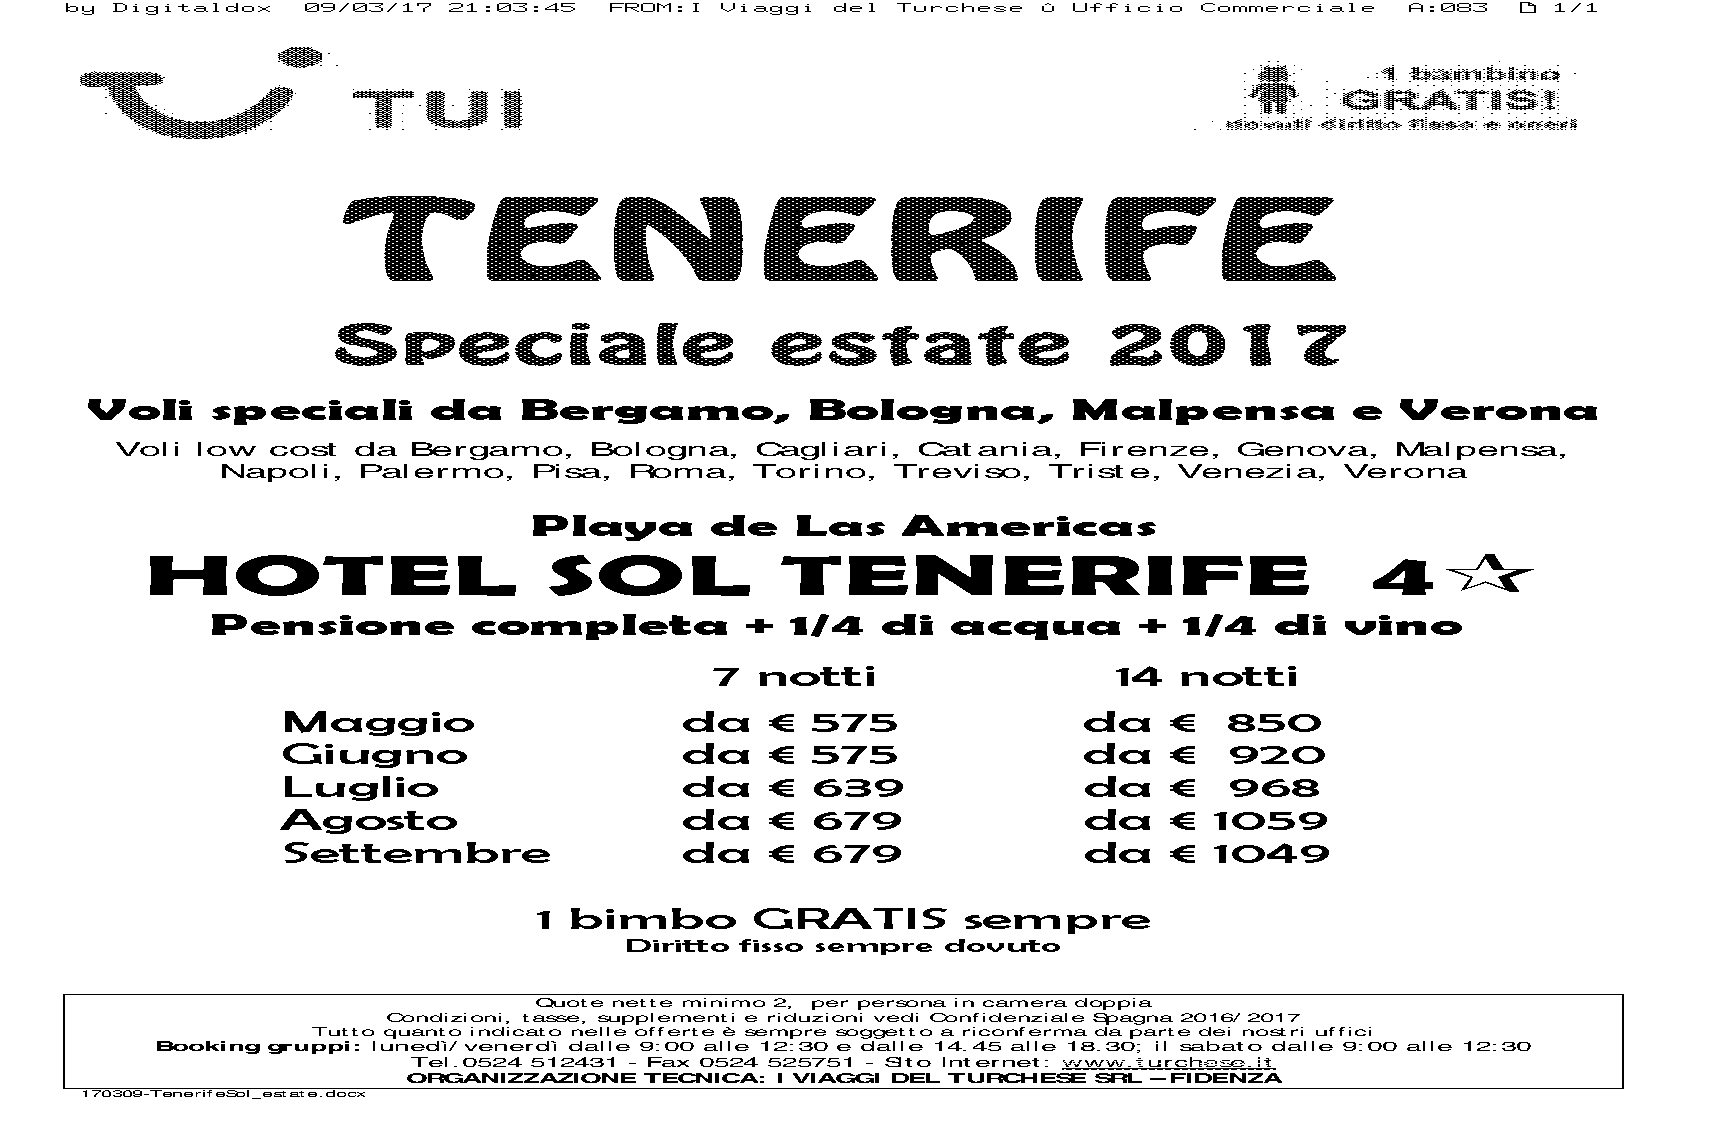 by Digitaldox 09/03/17 21:03:45 FROM:I Viaggi del Turchese û Ufficio Commerciale A:083 1/1
TUI
1 bambino
GRATIS!
dovuti diritto fisso e oneri
TENERIFE
Speciale estate 2017
Voli speciali da Bergamo, Bologna, Malpensa e Verona
Voli low cost da Bergamo, Bologna, Cagliari, Catania, Firenze, Genova, Malpensa,
Napoli, Palermo, Pisa, Roma, Torino, Treviso, Triste, Venezia, Verona
Playa de Las Americas
HOTEL SOL TENERIFE 4☆
Pensione completa + 1/4 di acqua + 1/4 di vino
7 notti 14 notti
Maggio da € 575 da € 850
Giugno da € 575 da € 920
Luglio da € 639 da € 968
Agosto da € 679 da € 1059
Settembre da € 679 da € 1049
1 bimbo GRATIS sempre
Diritto fisso sempre dovuto
Quote nette minimo 2, per persona in camera doppia
Condizioni, tasse, supplementi e riduzioni vedi Confidenziale Spagna 2016/2017
Tutto quanto indicato nelle offerte è sempre soggetto a riconferma da parte dei nostri uffici
Booking gruppi: lunedì/venerdì dalle 9:00 alle 12:30 e dalle 14.45 alle 18.30; il sabato dalle 9:00 alle 12:30
Tel.0524 512431 - Fax 0524 525751 - Sito Internet: www.turchese.it
ORGANIZZAZIONE TECNICA: I VIAGGI DEL TURCHESE SRL – FIDENZA
170309-TenerifeSol_estate.docx